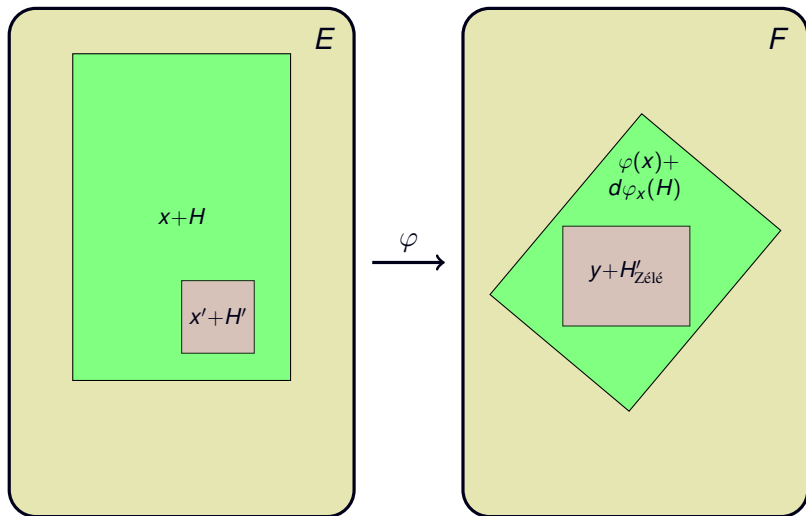 E
x+H
x′+H′
φ
F
φ(x)+
dφₓ(H)
y+H′Zélé